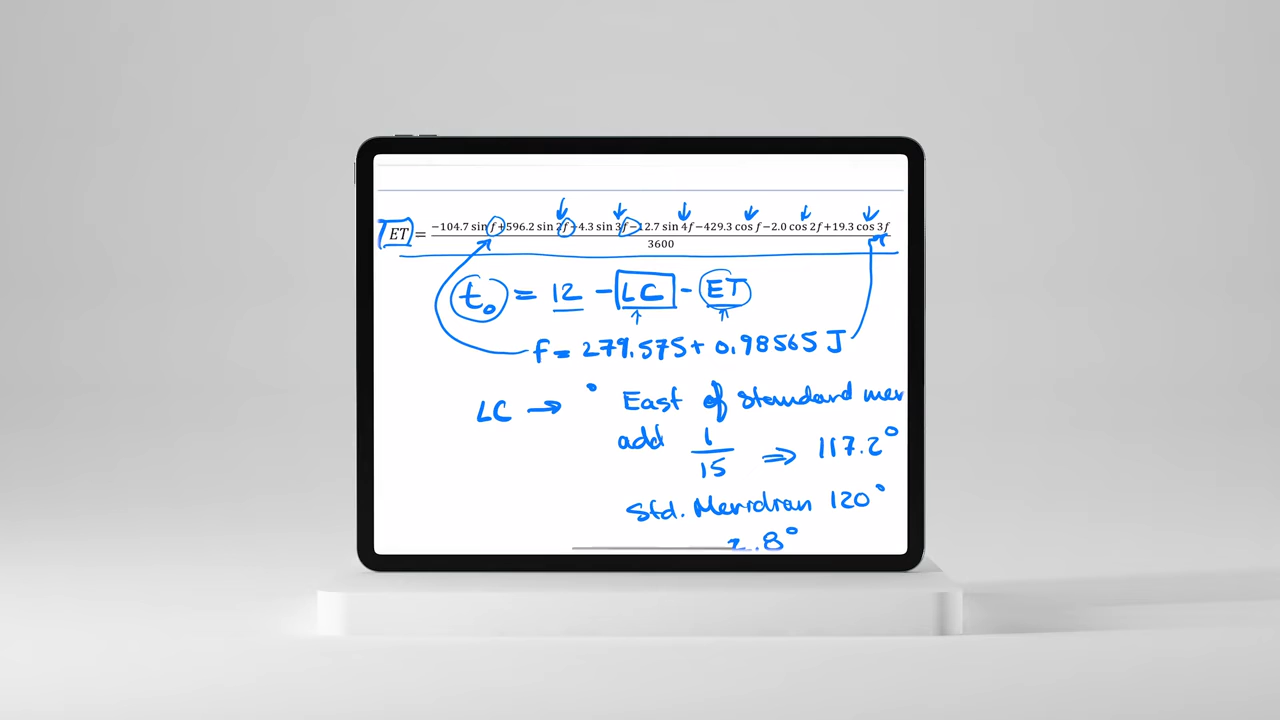 ET = −104.7 sin f+596.2 sin 2f+4.3 sin 3f−12.7 sin 4f−429.3 cos f−2.0 cos 2f+19.3 cos 3f
3600
t₀ = 12 - LC - ET
f = 279.575 + 0.98565 J
LC → ° East of standard mer
add 1/15 ⇒ 117.2°
Std. Meridian 120°
2.8°